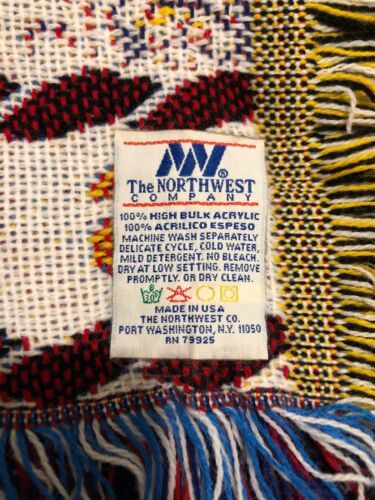 ®
The NORTHWEST
COMPANY
100% HIGH BULK ACRYLIC
100% ACRILICO ESPESO
MACHINE WASH SEPARATELY
DELICATE CYCLE, COLD WATER,
MILD DETERGENT. NO BLEACH.
DRY AT LOW SETTING. REMOVE
PROMPTLY. OR DRY CLEAN.
MADE IN USA
THE NORTHWEST CO.
PORT WASHINGTON, N.Y. 11050
RN 79925